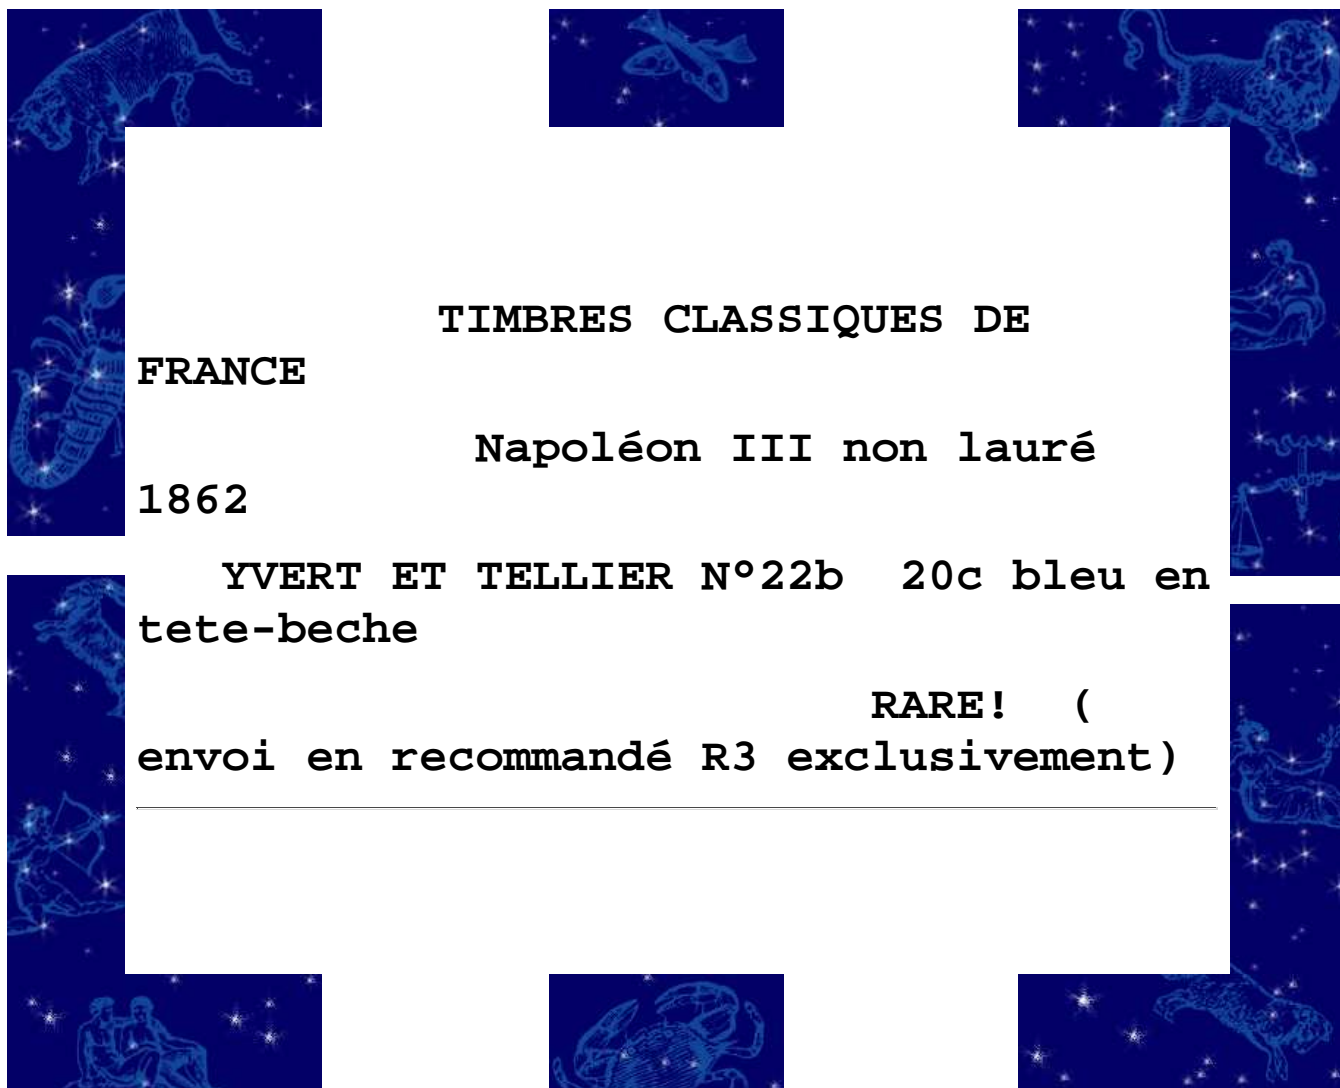 TIMBRES CLASSIQUES DE
FRANCE
Napoléon III non lauré
1862
YVERT ET TELLIER N°22b 20c bleu en
tete-beche
RARE! (
envoi en recommandé R3 exclusivement)